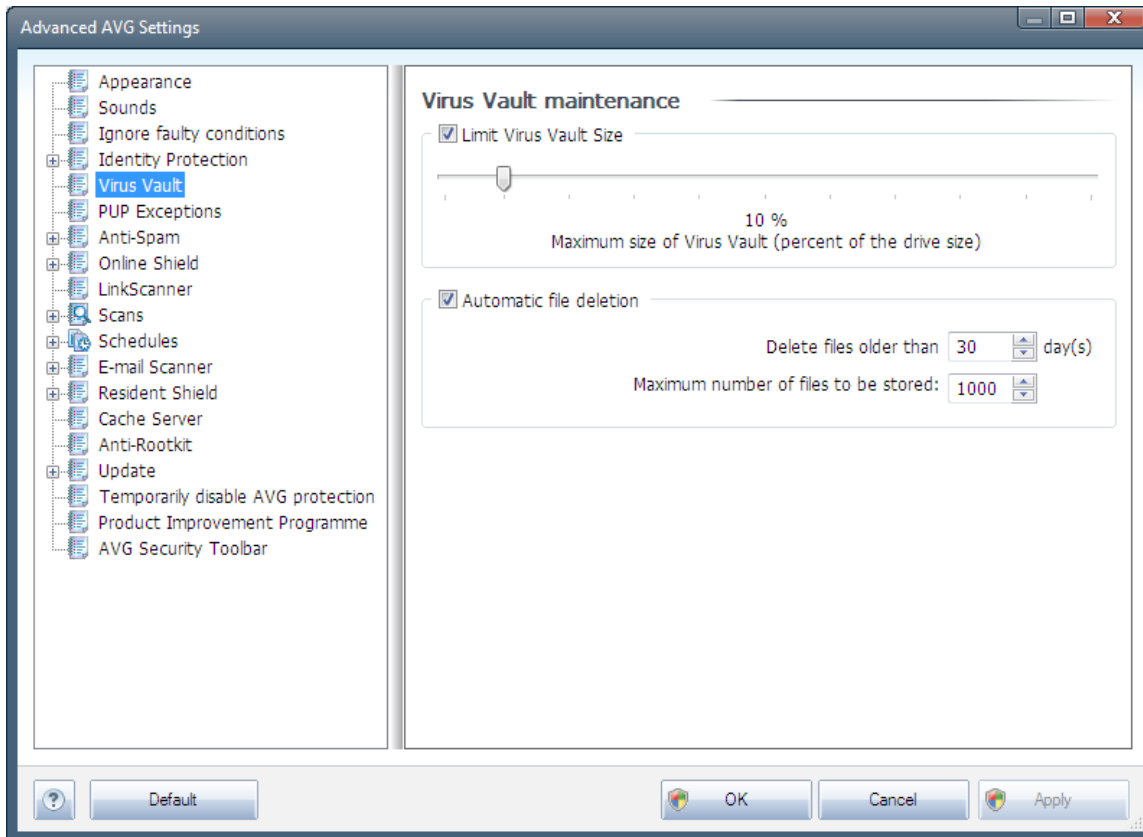 Advanced AVG Settings
Appearance
Sounds
Ignore faulty conditions
Identity Protection
Virus Vault
PUP Exceptions
Anti-Spam
Online Shield
LinkScanner
Scans
Schedules
E-mail Scanner
Resident Shield
Cache Server
Anti-Rootkit
Update
Temporarily disable AVG protection
Product Improvement Programme
AVG Security Toolbar
Virus Vault maintenance
Limit Virus Vault Size
10 %
Maximum size of Virus Vault (percent of the drive size)
Automatic file deletion
Delete files older than 30 day(s)
Maximum number of files to be stored: 1000
? Default OK Cancel Apply